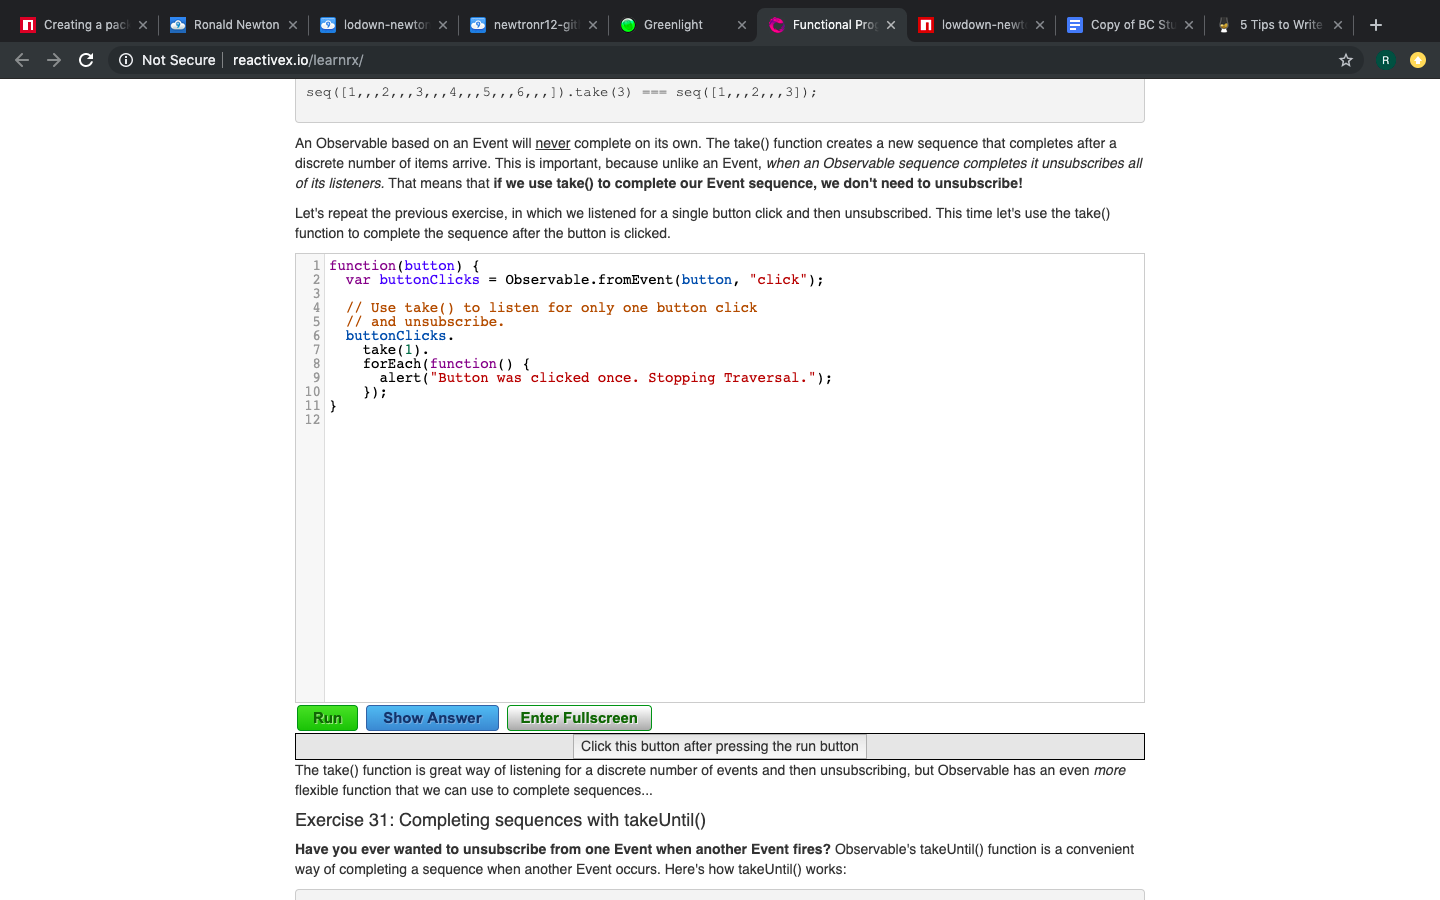 Creating a pack
Ronald Newton
lodown-newton
newtronr12-git
Greenlight
Functional Prog
lowdown-newt
Copy of BC Stu
5 Tips to Write
Not Secure
reactivex.io/learnrx/
R
seq([1,,,2,,,3,,,4,,,5,,,6,,,]).take(3) === seq([1,,,2,,,3]);
An Observable based on an Event will never complete on its own. The take() function creates a new sequence that completes after a
discrete number of items arrive. This is important, because unlike an Event, when an Observable sequence completes it unsubscribes all
of its listeners. That means that if we use take() to complete our Event sequence, we don't need to unsubscribe!
Let's repeat the previous exercise, in which we listened for a single button click and then unsubscribed. This time let's use the take()
function to complete the sequence after the button is clicked.
1 function(button) {
2 var buttonClicks = Observable.fromEvent(button, "click");
3
4 // Use take() to listen for only one button click
5 // and unsubscribe.
6 buttonClicks.
7 take(1).
8 forEach(function() {
9 alert("Button was clicked once. Stopping Traversal.");
10 });
11 }
12
Run Show Answer Enter Fullscreen
Click this button after pressing the run button
The take() function is great way of listening for a discrete number of events and then unsubscribing, but Observable has an even more
flexible function that we can use to complete sequences...
Exercise 31: Completing sequences with takeUntil()
Have you ever wanted to unsubscribe from one Event when another Event fires? Observable's takeUntil() function is a convenient
way of completing a sequence when another Event occurs. Here's how takeUntil() works: